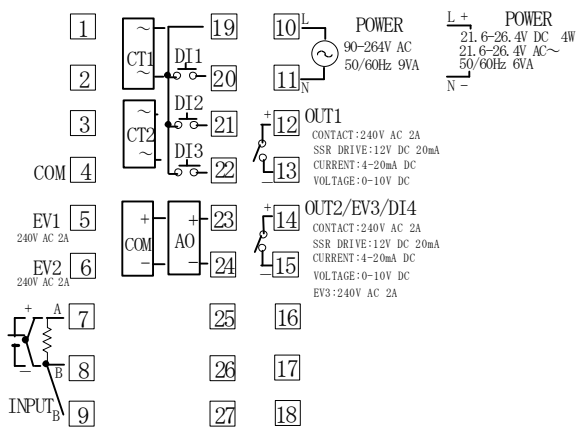 1
2
3
COM 4
EV1 5
240V AC 2A
EV2 6
240V AC 2A
+ A 7
− B 8
INPUT B 9
~
CT1
~
~
CT2
~
+ COM −
+ AO −
19
DI1
20
DI2
21
DI3
22
23
24
25
26
27
10 L
11 N
~
POWER
90-264V AC
50/60Hz 9VA
L + POWER
21.6-26.4V DC 4W
21.6-26.4V AC~
50/60Hz 6VA
N −
+ 12 OUT1
CONTACT:240V AC 2A
SSR DRIVE:12V DC 20mA
CURRENT:4-20mA DC
− 13
VOLTAGE:0-10V DC
+ 14 OUT2/EV3/DI4
CONTACT:240V AC 2A
SSR DRIVE:12V DC 20mA
− 15
CURRENT:4-20mA DC
VOLTAGE:0-10V DC
EV3:240V AC 2A
16
17
18